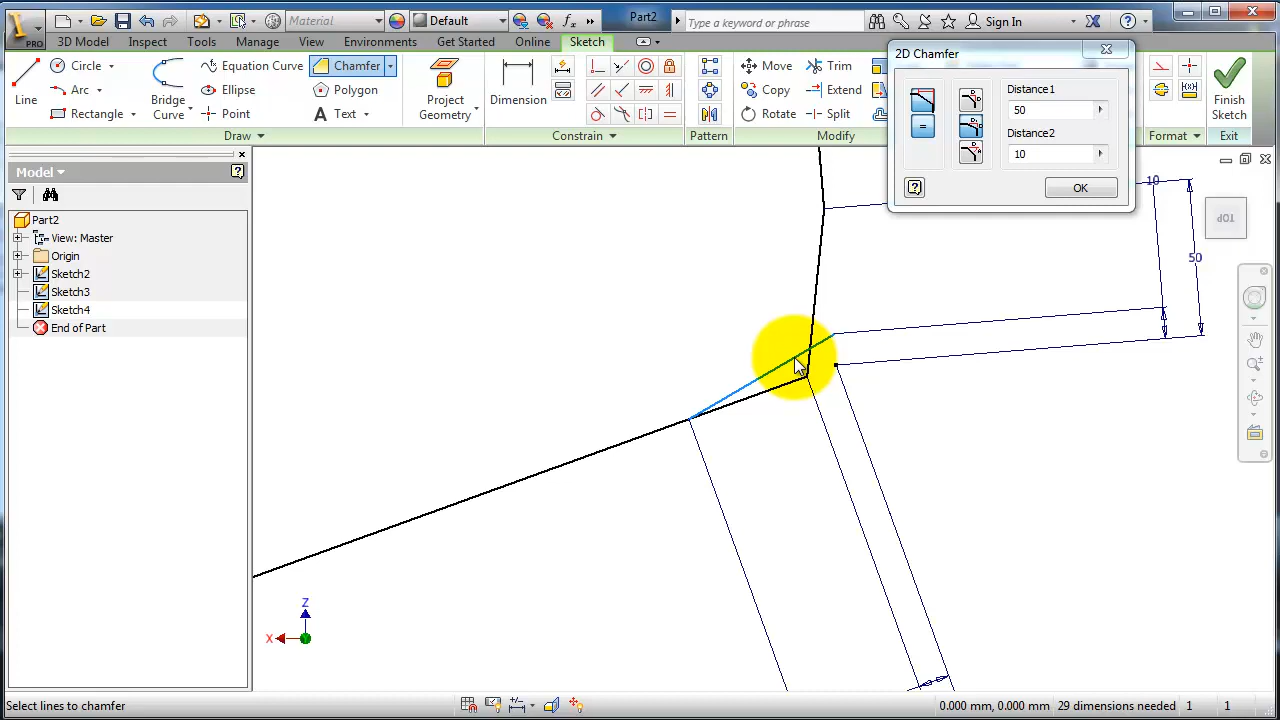 Material
Default
Part2
Type a keyword or phrase
Sign In
PRO
3D Model
Inspect
Tools
Manage
View
Environments
Get Started
Online
Sketch
Line
Circle
Arc
Rectangle
Bridge
Curve
Equation Curve
Ellipse
Point
Chamfer
Polygon
Text
Project
Geometry
Dimension
Move
Copy
Rotate
Trim
Extend
Split
Finish
Sketch
Draw
Constrain
Pattern
Modify
Format
Exit
2D Chamfer
Distance1
50
Distance2
10
=
OK
Model
Part2
View: Master
Origin
Sketch2
Sketch3
Sketch4
End of Part
10
50
TOP
Z
X
Select lines to chamfer
0.000 mm, 0.000 mm
29 dimensions needed
1
1